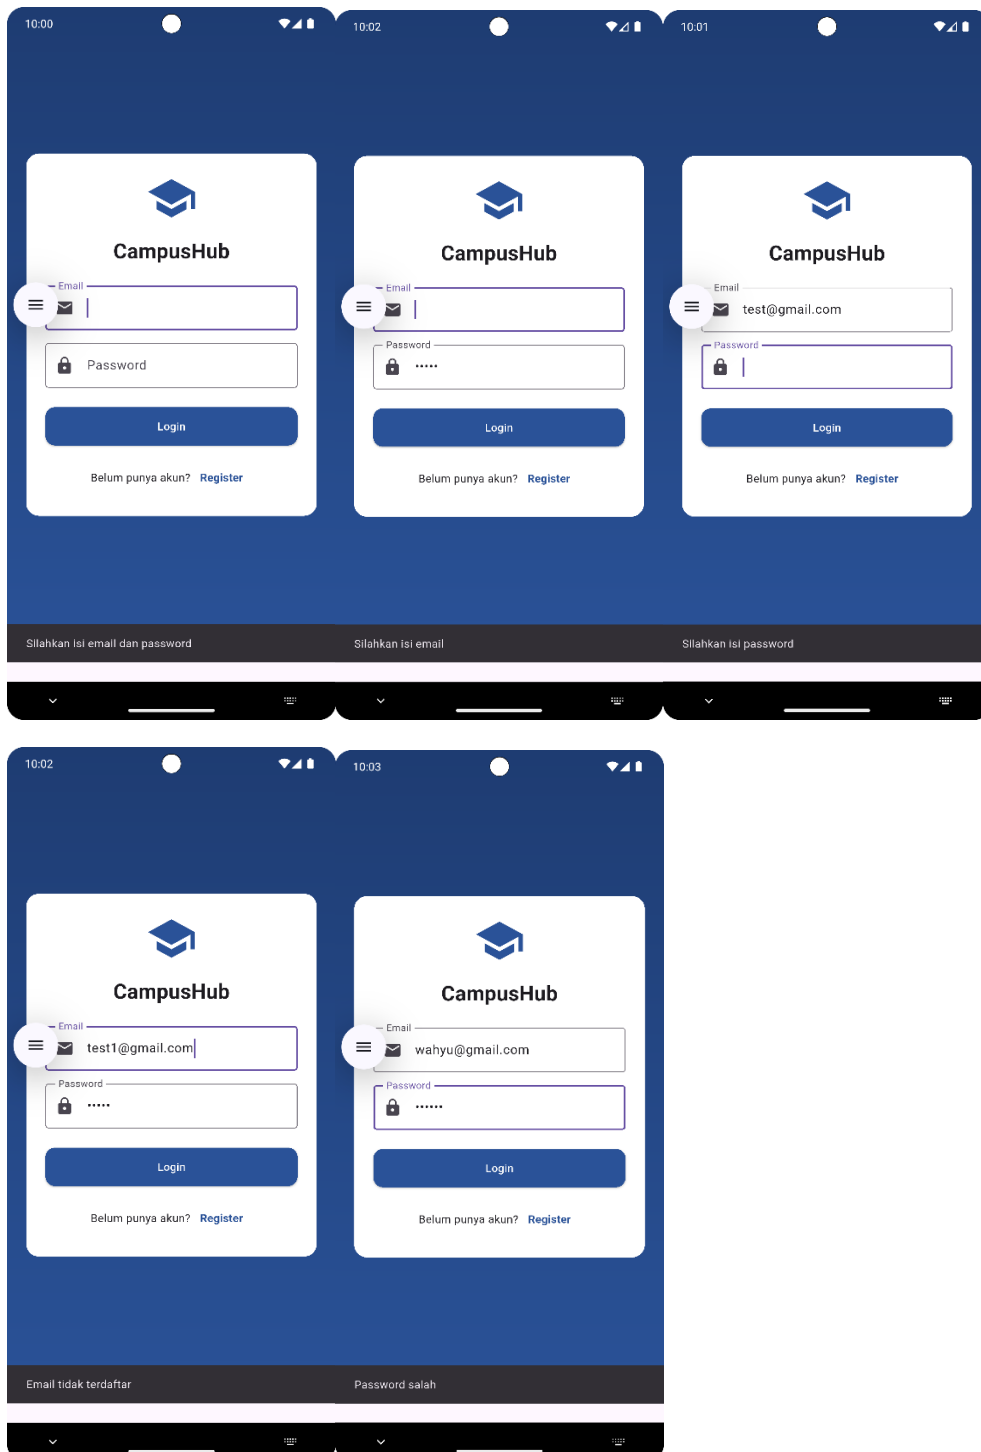 10:00
CampusHub
Email
Password
Login
Belum punya akun? Register
Silahkan isi email dan password
10:02
CampusHub
Email
Password
•••••
Login
Belum punya akun? Register
Silahkan isi email
10:01
CampusHub
Email
test@gmail.com
Password
Login
Belum punya akun? Register
Silahkan isi password
10:02
CampusHub
Email
test1@gmail.com
Password
•••••
Login
Belum punya akun? Register
Email tidak terdaftar
10:03
CampusHub
Email
wahyu@gmail.com
Password
••••••
Login
Belum punya akun? Register
Password salah